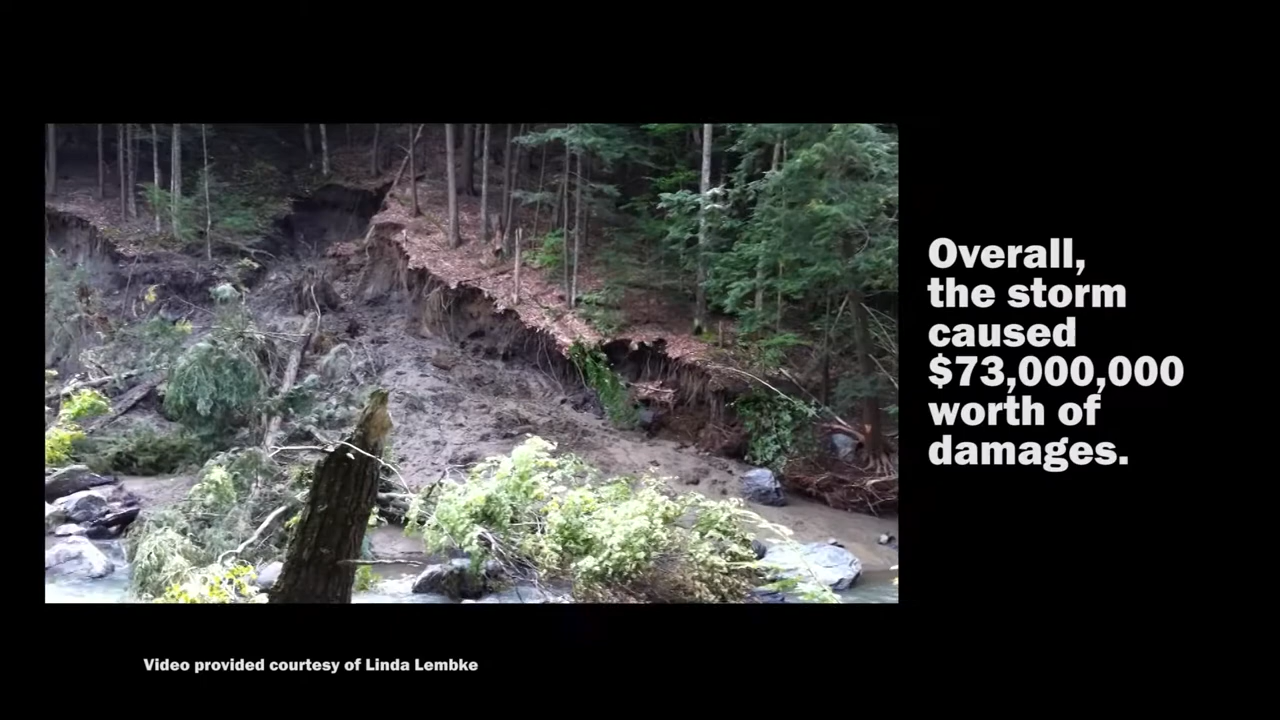 Overall,
the storm
caused
$73,000,000
worth of
damages.
Video provided courtesy of Linda Lembke